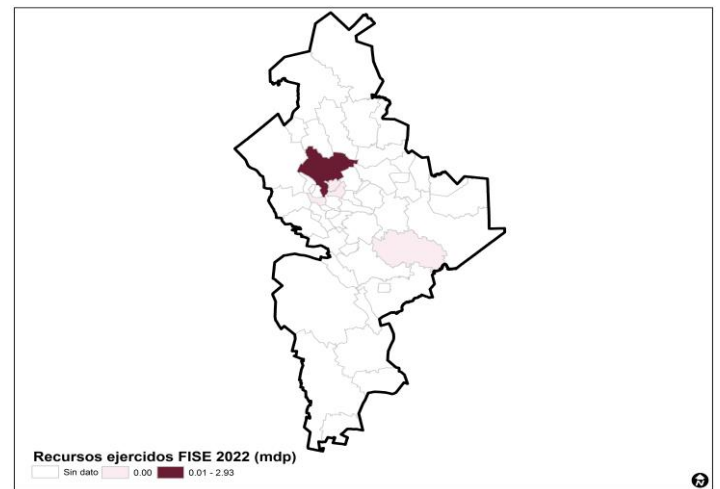 Recursos ejercidos FISE 2022 (mdp)
Sin dato 0.00 0.01 - 2.93